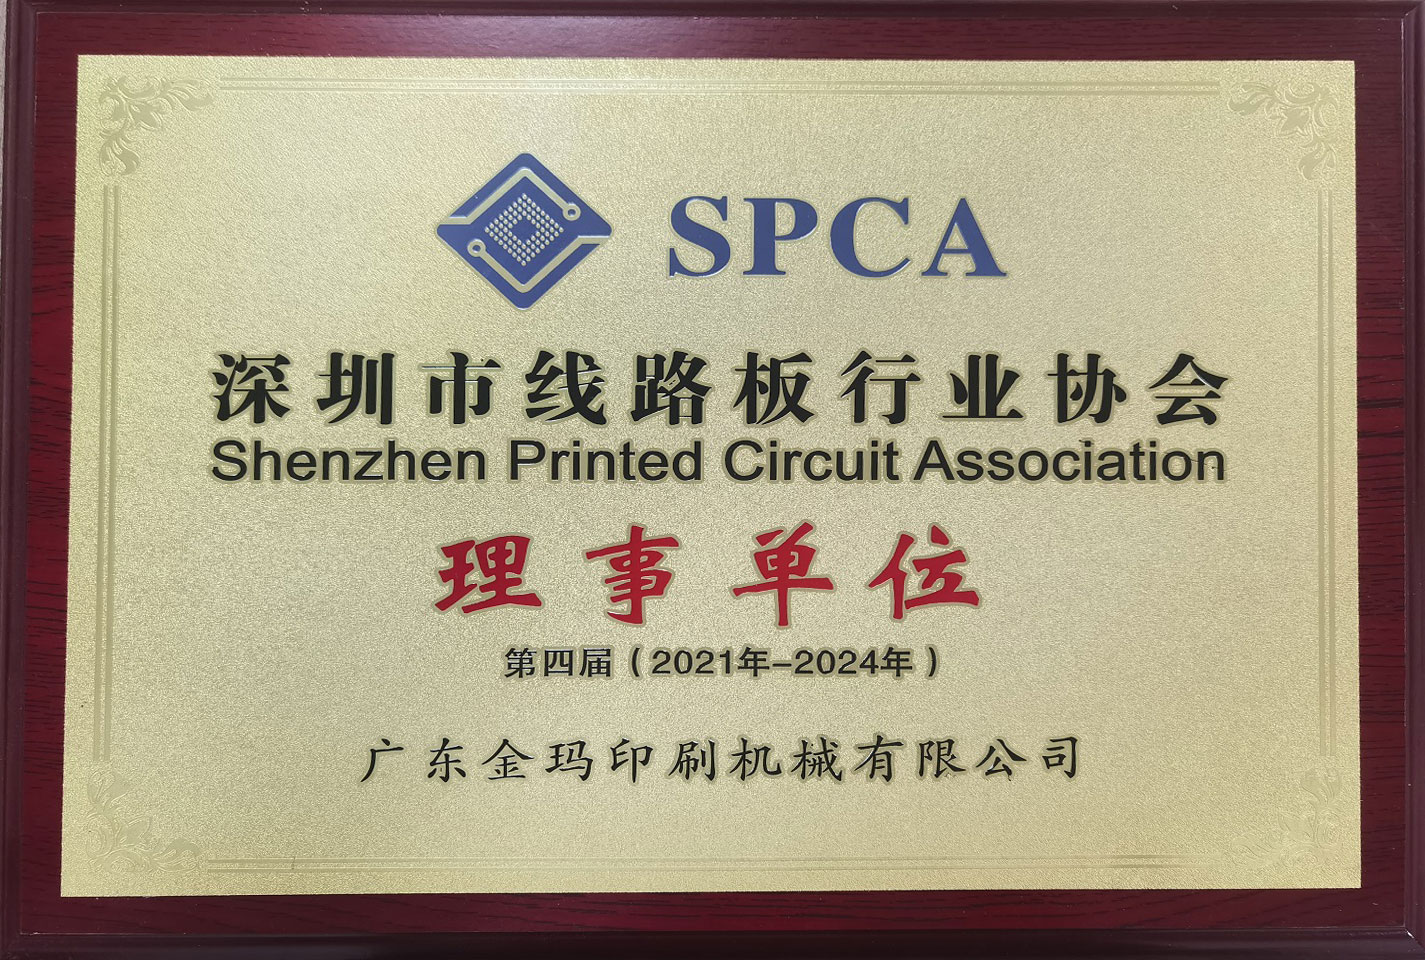 SPCA
深圳市线路板行业协会
Shenzhen Printed Circuit Association
理事单位
第四届（2021年-2024年）
广东金玛印刷机械有限公司